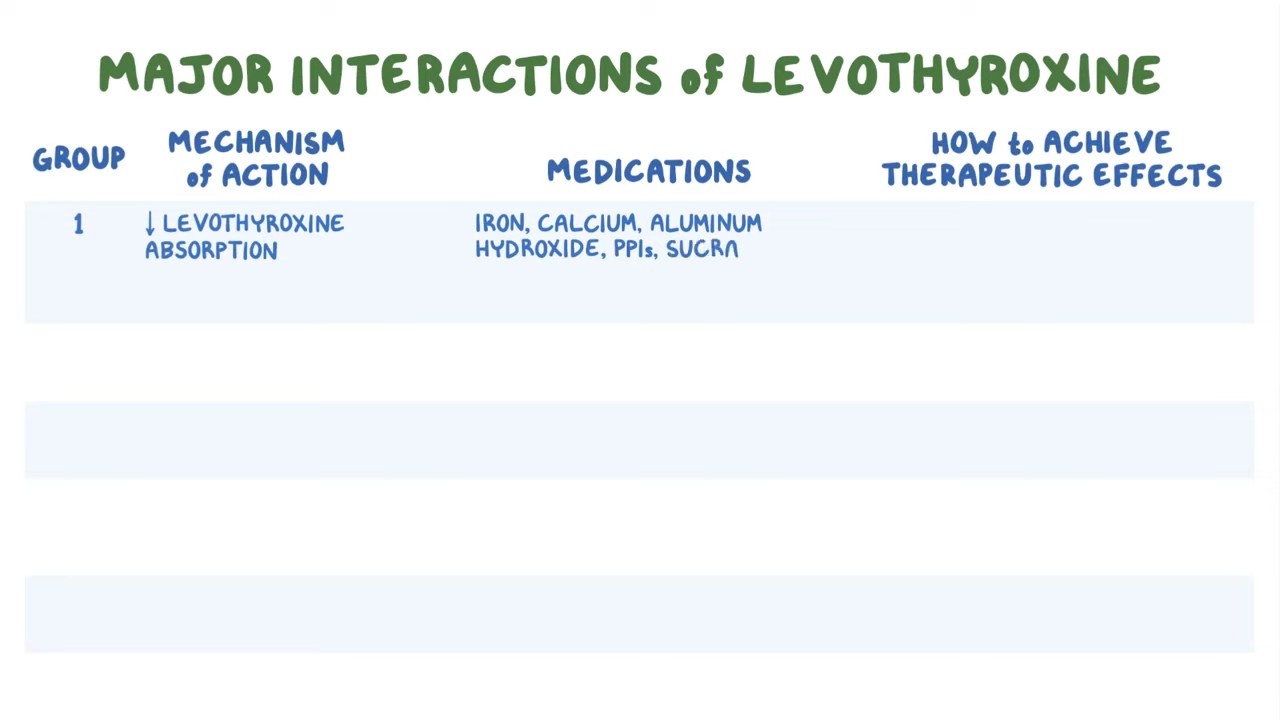 MAJOR INTERACTIONS of LEVOTHYROXINE
GROUP
MECHANISM
of ACTION
MEDICATIONS
HOW to ACHIEVE
THERAPEUTIC EFFECTS
1
↓ LEVOTHYROXINE
ABSORPTION
IRON, CALCIUM, ALUMINUM
HYDROXIDE, PPIs,